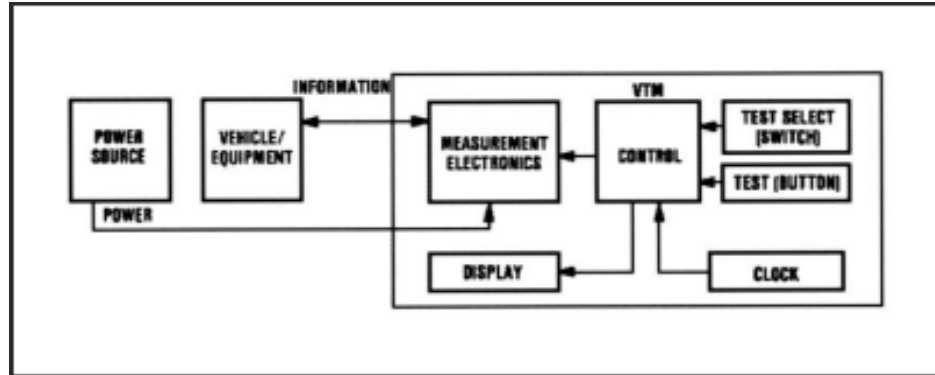 INFORMATION
VTM
POWER
SOURCE
VEHICLE/
EQUIPMENT
MEASUREMENT
ELECTRONICS
CONTROL
TEST SELECT
(SWITCH)
TEST (BUTTON)
POWER
DISPLAY
CLOCK